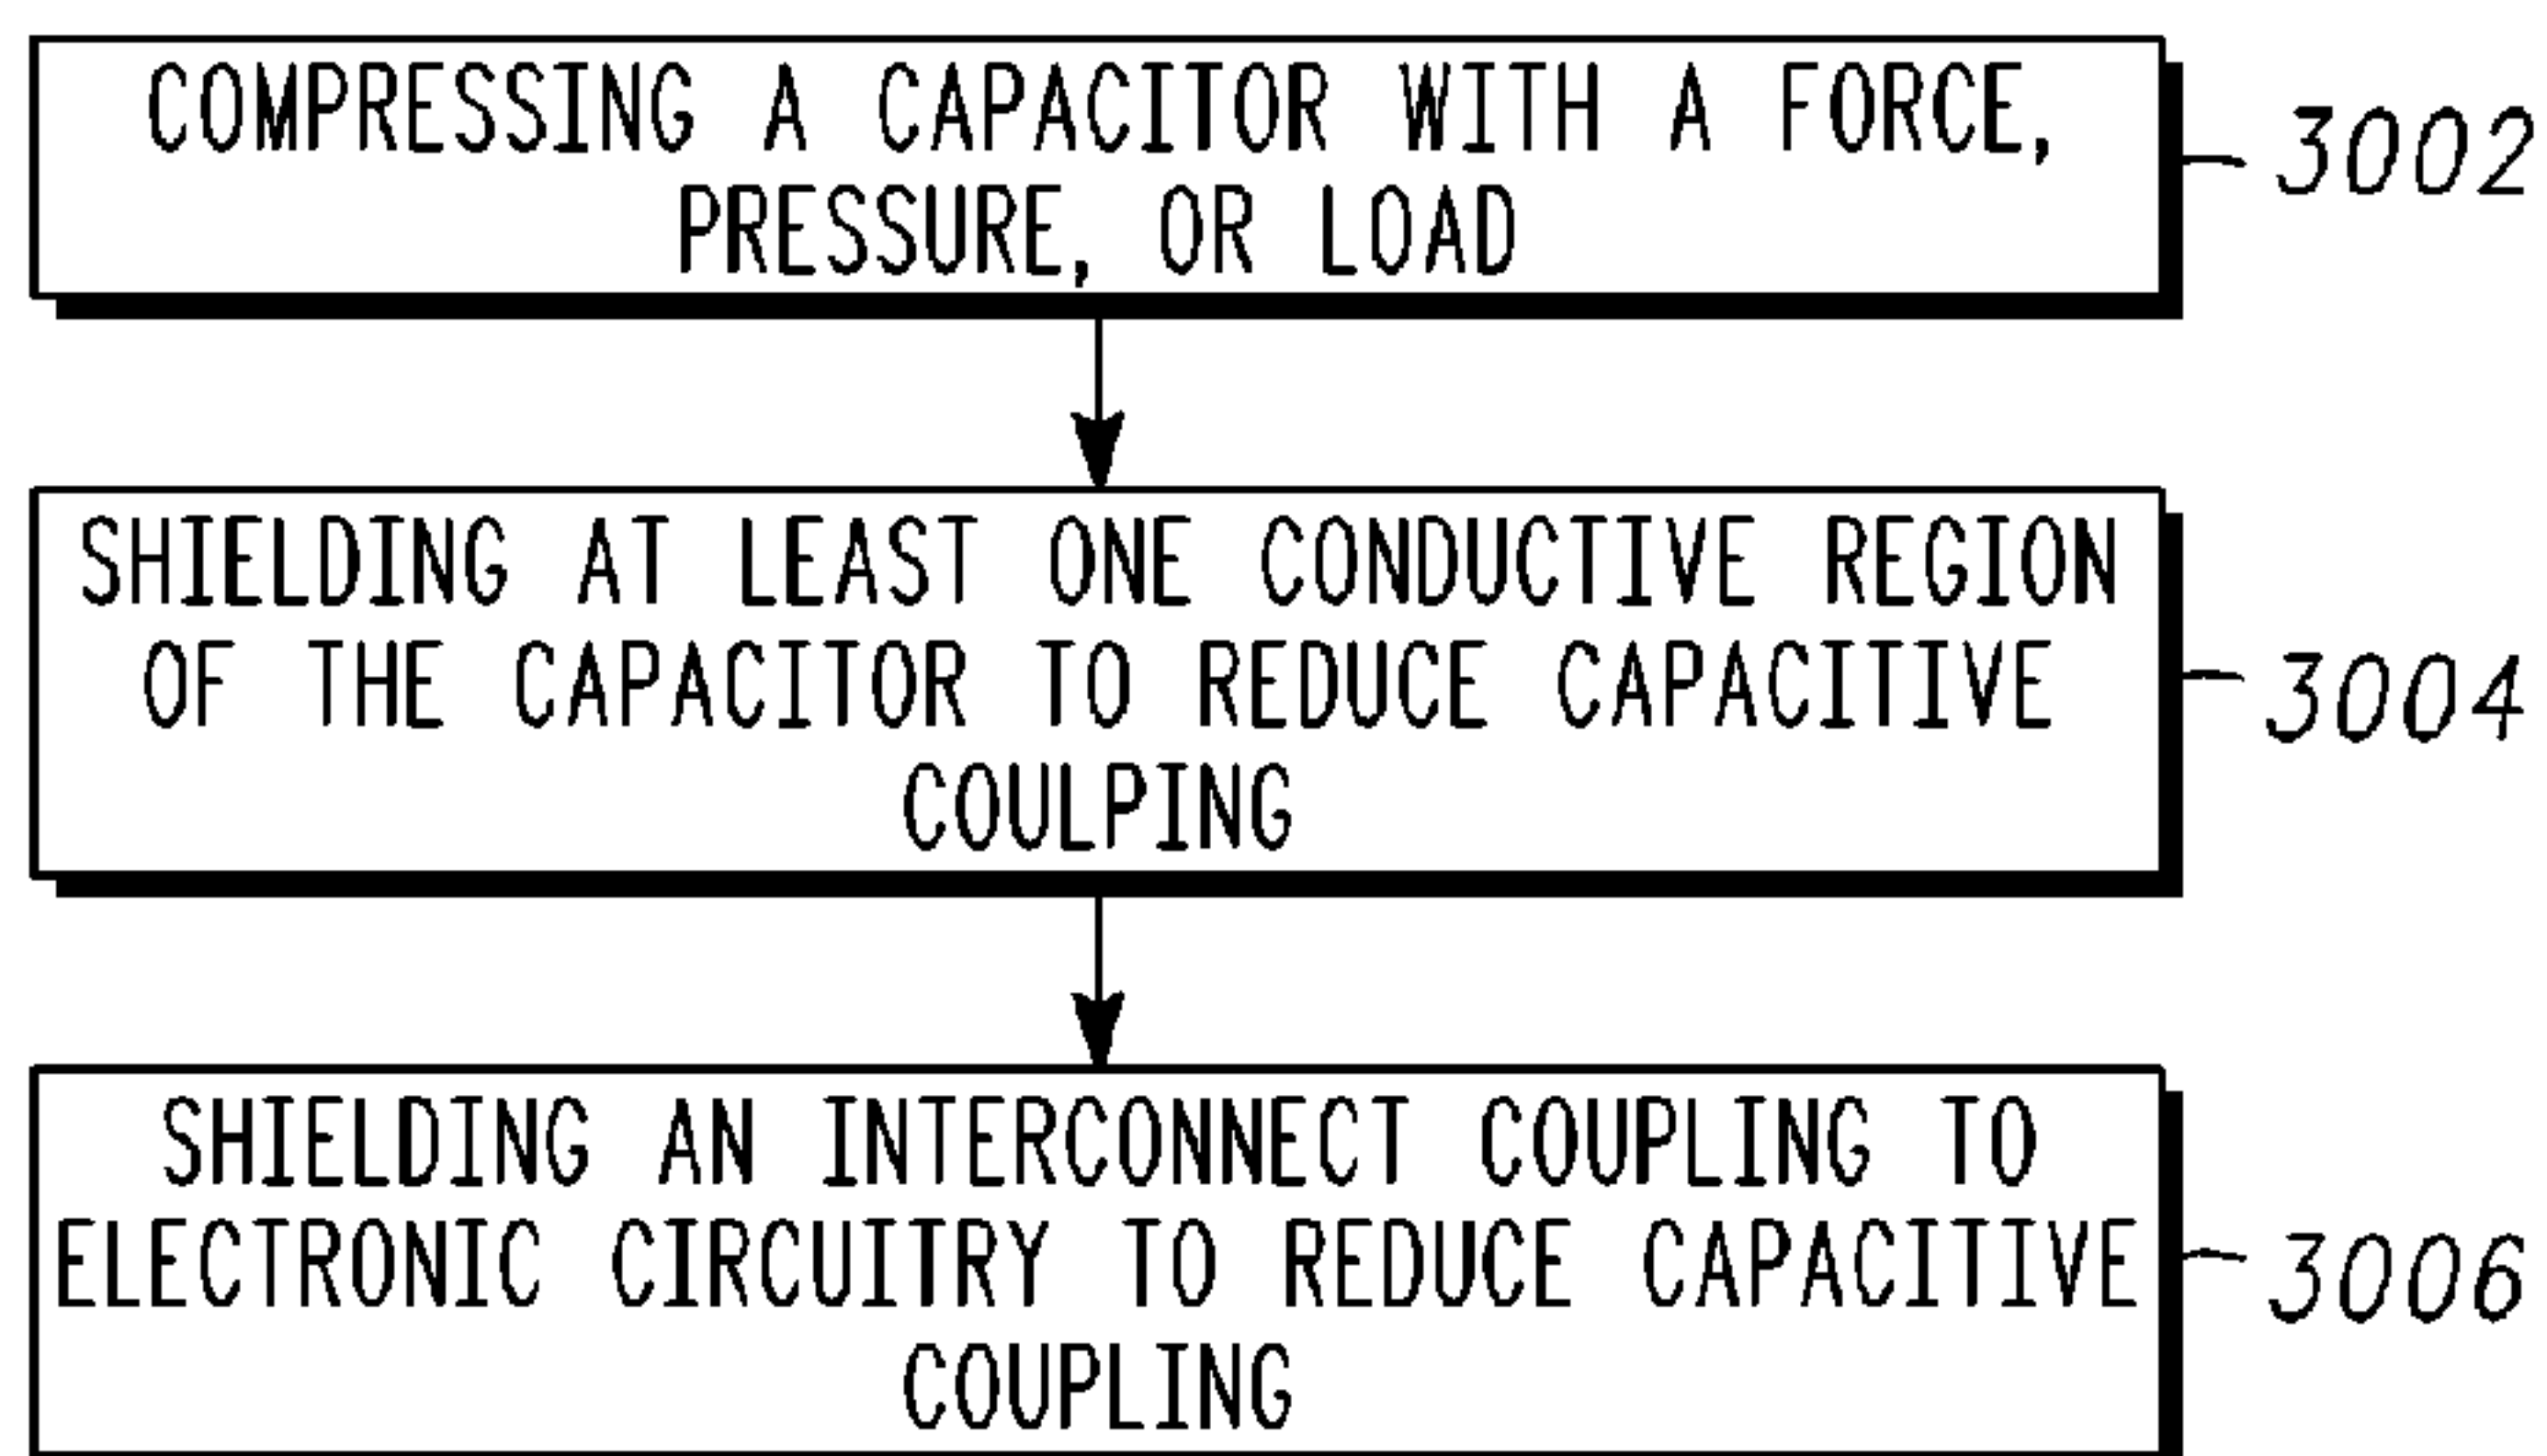 COMPRESSING A CAPACITOR WITH A FORCE,
PRESSURE, OR LOAD
3002
SHIELDING AT LEAST ONE CONDUCTIVE REGION
OF THE CAPACITOR TO REDUCE CAPACITIVE
COULPING
3004
SHIELDING AN INTERCONNECT COUPLING TO
ELECTRONIC CIRCUITRY TO REDUCE CAPACITIVE
COUPLING
3006